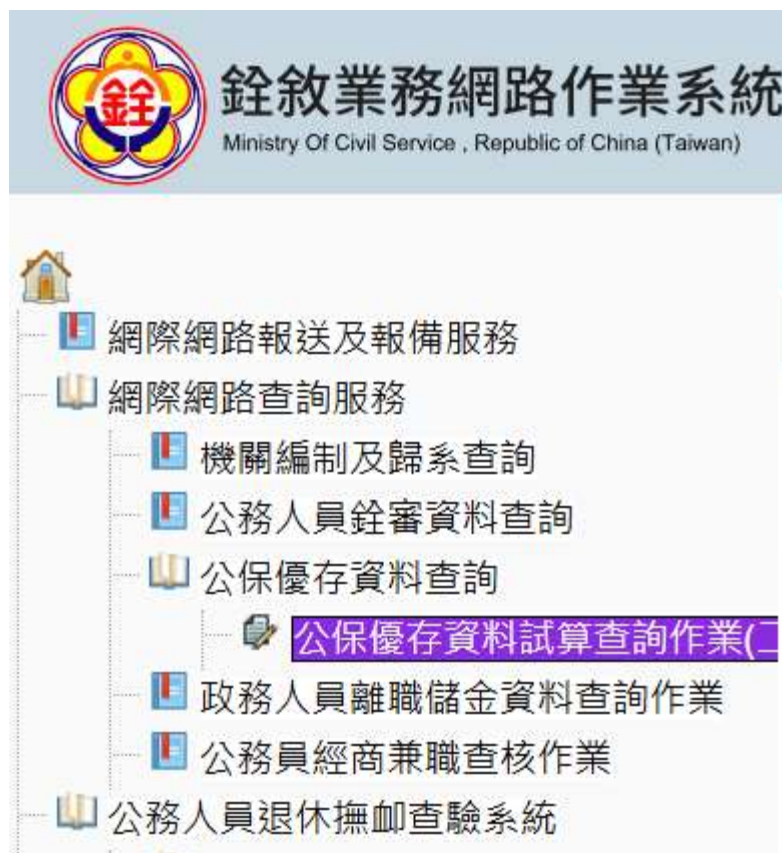 銓
銓敘業務網路作業系統
Ministry Of Civil Service , Republic of China (Taiwan)
網際網路報送及報備服務
網際網路查詢服務
機關編制及歸系查詢
公務人員銓審資料查詢
公保優存資料查詢
公保優存資料試算查詢作業(二
政務人員離職儲金資料查詢作業
公務員經商兼職查核作業
公務人員退休撫卹查驗系統